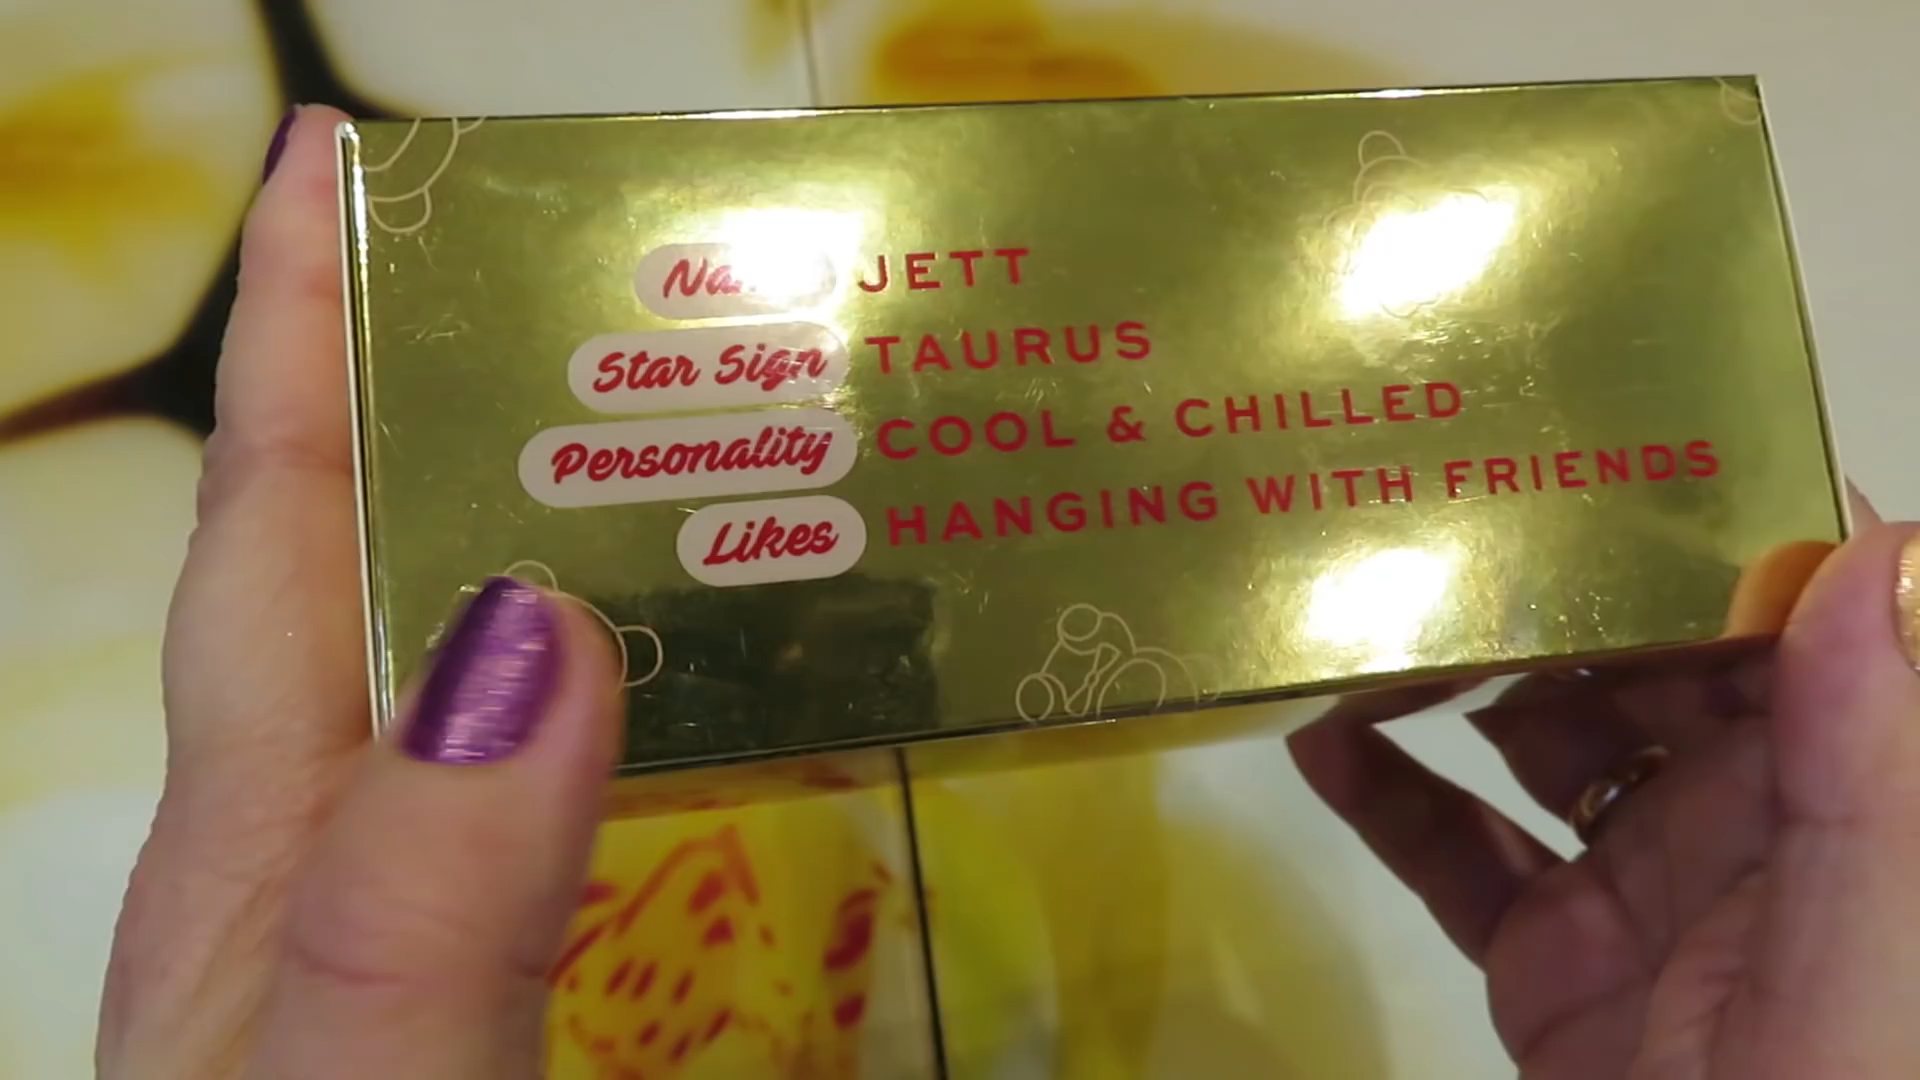 JETT
Star Sign TAURUS
Personality COOL & CHILLED
Likes HANGING WITH FRIENDS